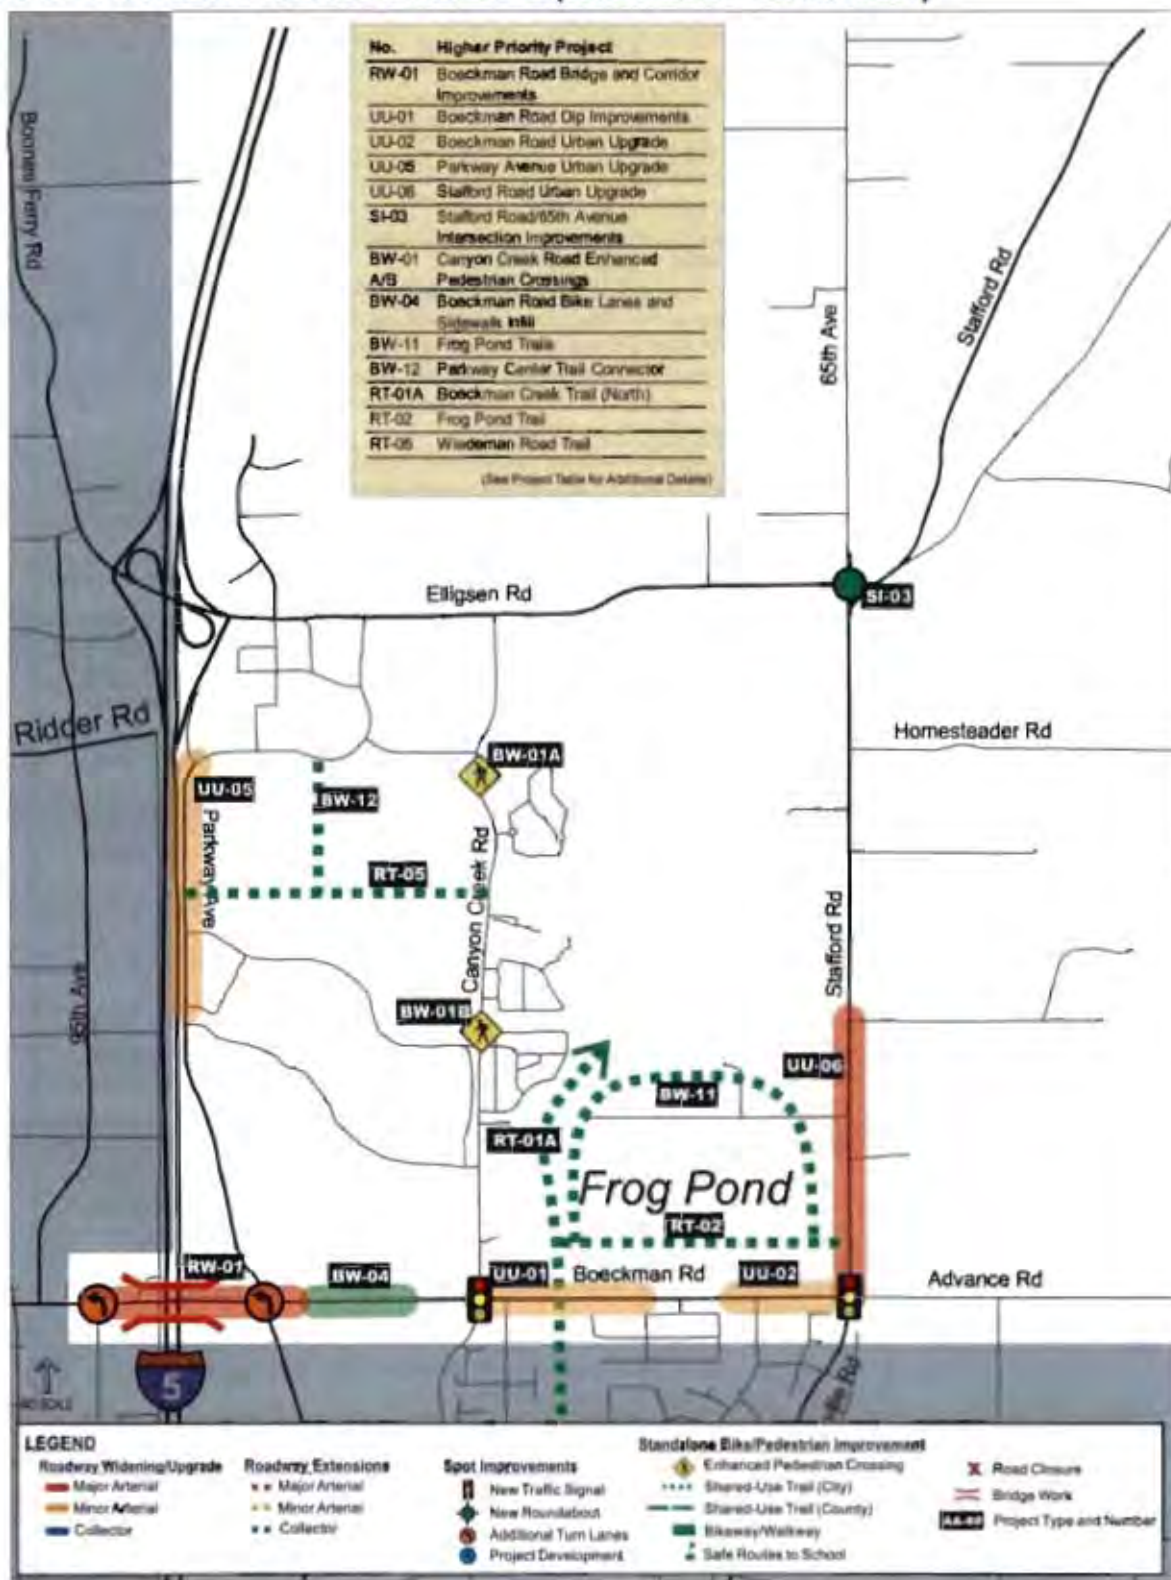 No. Higher Priority Project
RW-01 Boeckman Road Bridge and Corridor
Improvements
UU-01 Boeckman Road Dip Improvements
UU-02 Boeckman Road Urban Upgrade
UU-05 Parkway Avenue Urban Upgrade
UU-06 Stafford Road Urban Upgrade
SI-03 Stafford Road/65th Avenue
Intersection Improvements
BW-01 Canyon Creek Road Enhanced
A/B Pedestrian Crossings
BW-04 Boeckman Road Bike Lanes and
Sidewalk Infill
BW-11 Frog Pond Trails
BW-12 Parkway Center Trail Connector
RT-01A Boeckman Creek Trail (North)
RT-02 Frog Pond Trail
RT-05 Wiedeman Road Trail
(See Project Table for Additional Details)
Boones Ferry Rd
Stafford Rd
65th Ave
Elligsen Rd
SI-03
Ridder Rd
Homesteader Rd
BW-01A
UU-05
BW-12
Parkway Ave
RT-05
Canyon Creek Rd
Stafford Rd
95th Ave
BW-01B
UU-06
BW-11
RT-01A
Frog Pond
RT-02
RW-01
BW-04
UU-01
Boeckman Rd
UU-02
Advance Rd
5
NO SCALE
LEGEND
Roadway Widening/Upgrade
Major Arterial
Minor Arterial
Collector
Roadway Extensions
Major Arterial
Minor Arterial
Collector
Spot Improvements
New Traffic Signal
New Roundabout
Additional Turn Lanes
Project Development
Standalone Bike/Pedestrian Improvement
Enhanced Pedestrian Crossing
Shared-Use Trail (City)
Shared-Use Trail (County)
Bikeway/Walkway
Safe Routes to School
Road Closure
Bridge Work
AA-## Project Type and Number